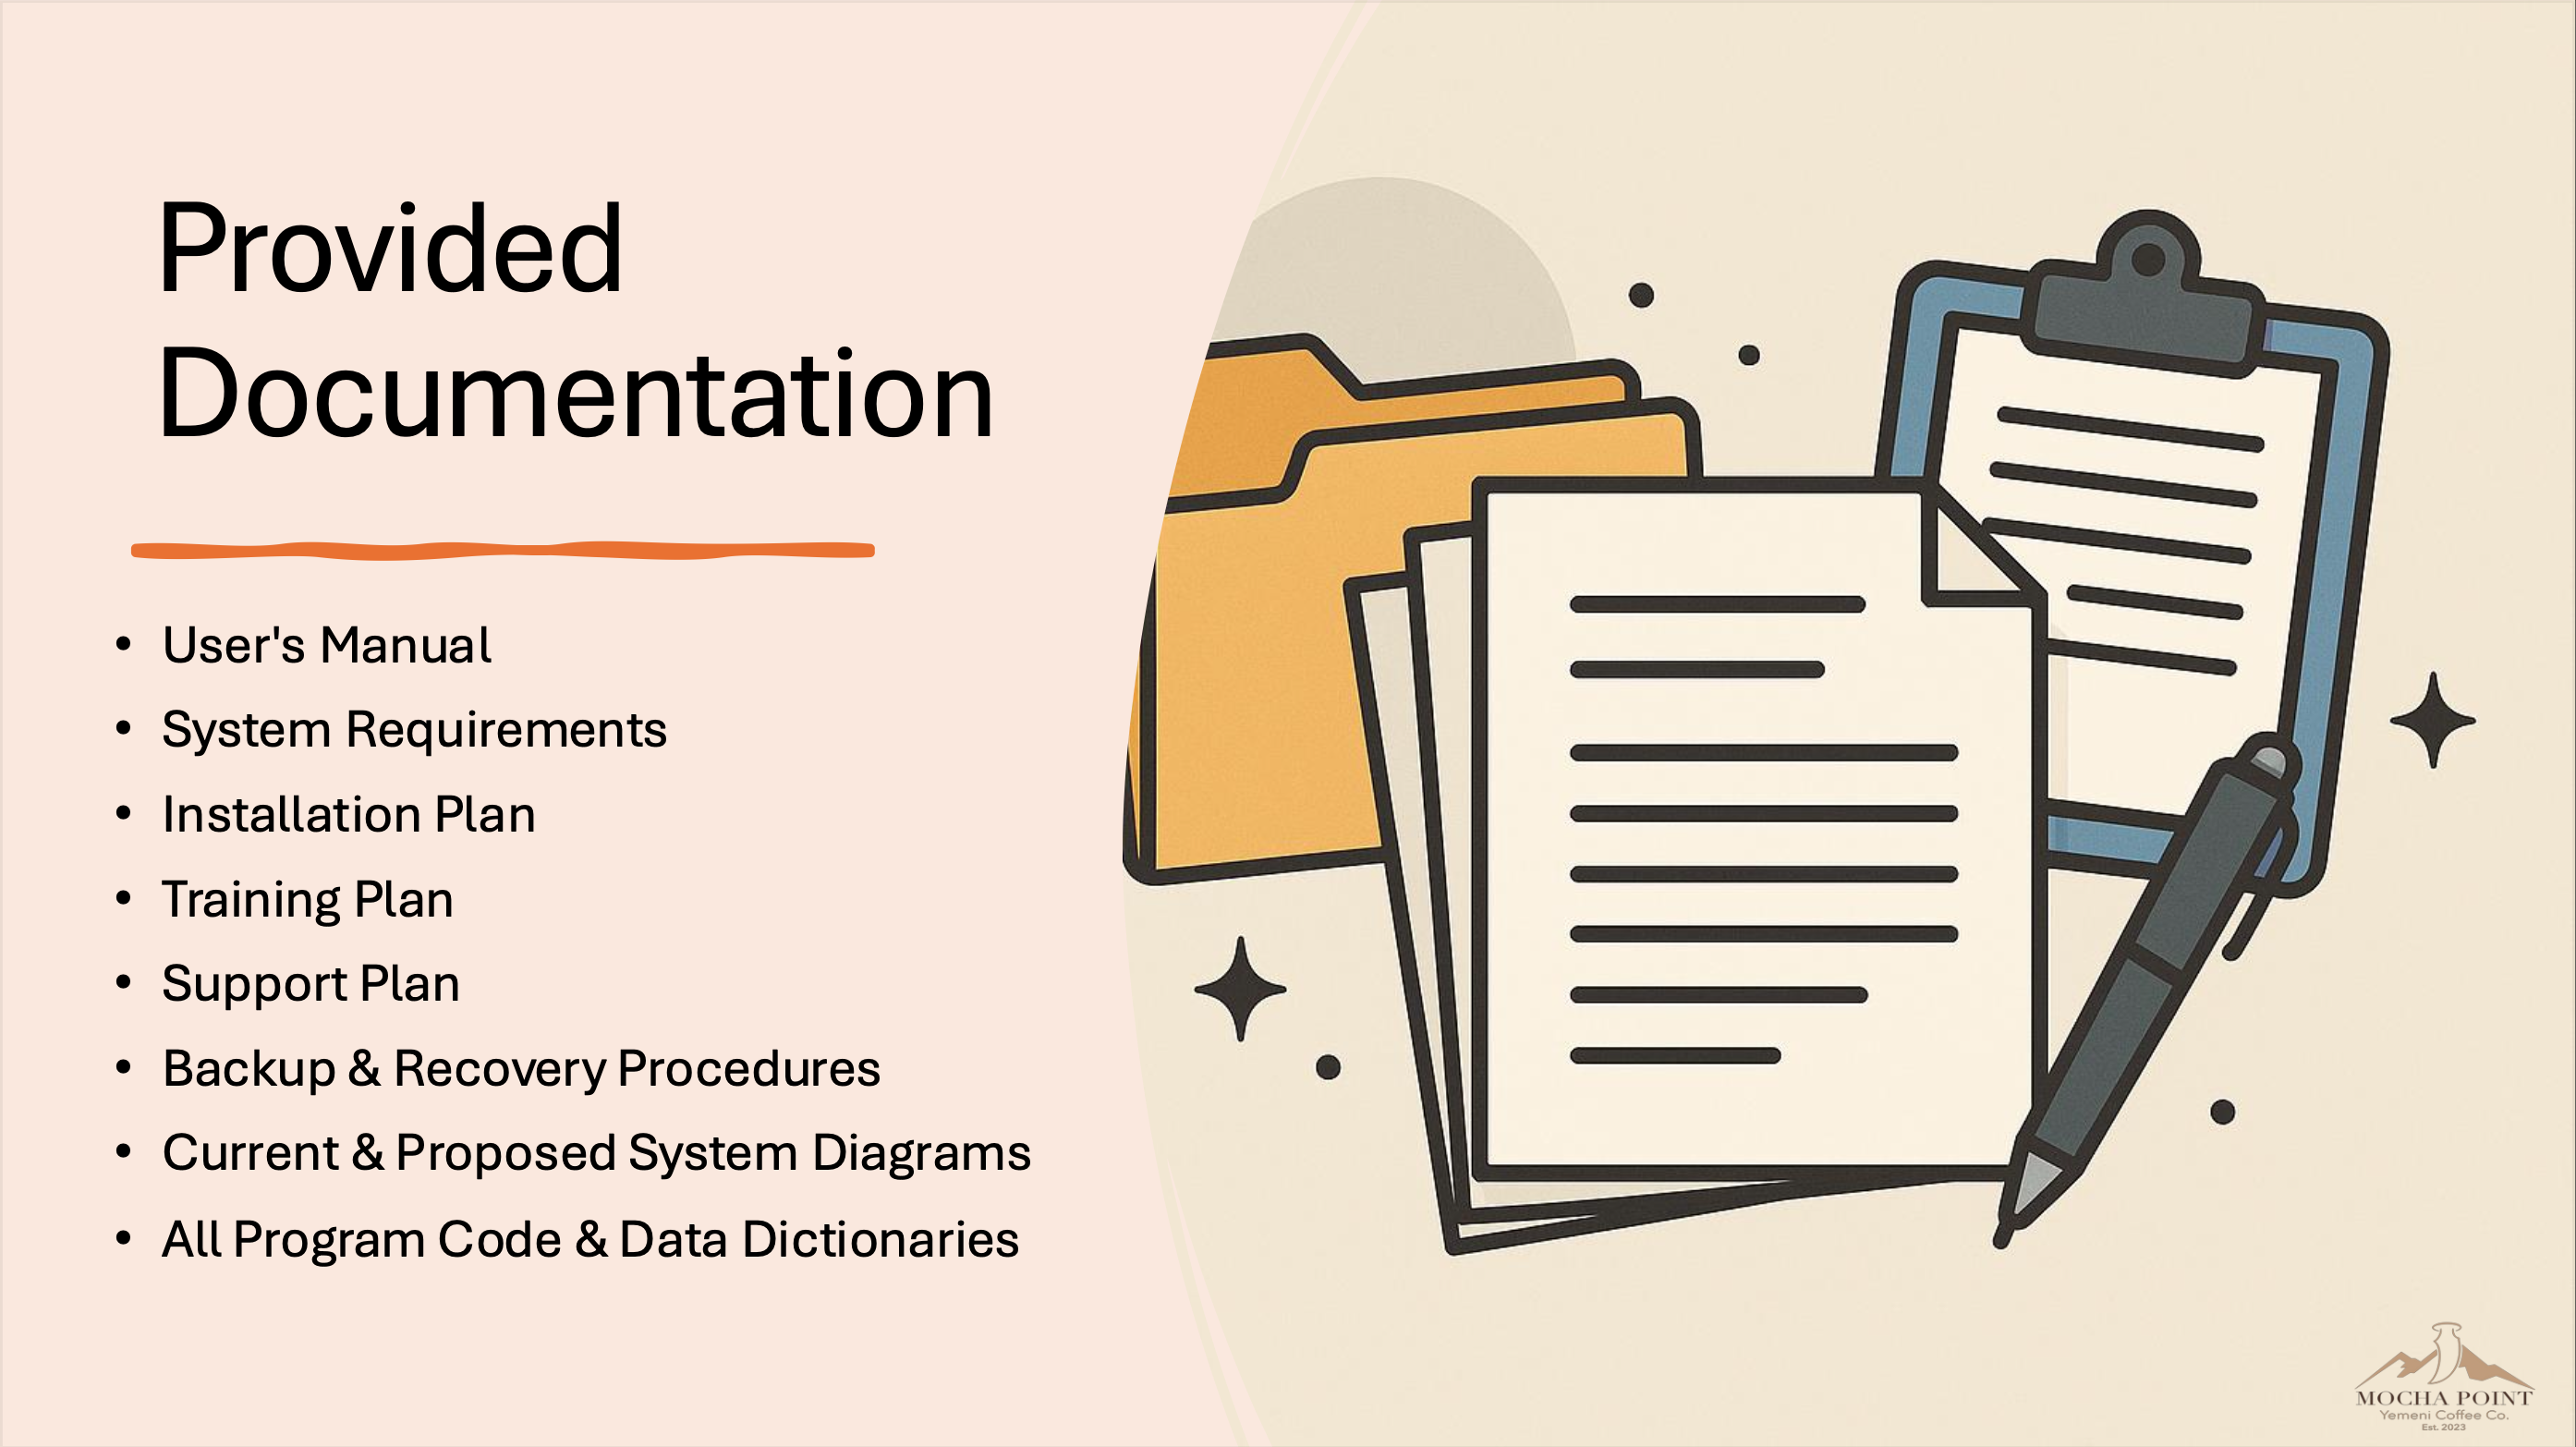 Provided
Documentation
• User's Manual
• System Requirements
• Installation Plan
• Training Plan
• Support Plan
• Backup & Recovery Procedures
• Current & Proposed System Diagrams
• All Program Code & Data Dictionaries
MOCHA POINT
Yemeni Coffee Co.
Est. 2023